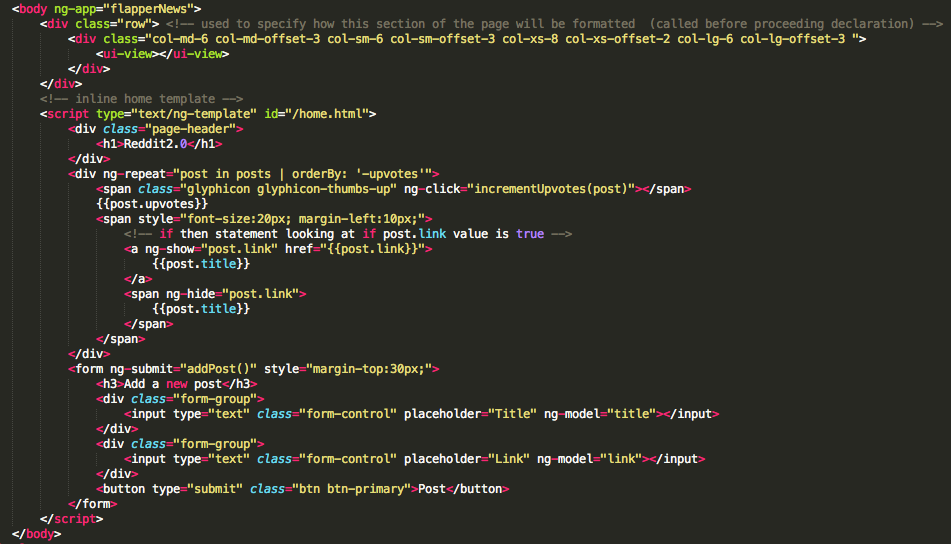 <body ng-app="flapperNews">
    <div class="row"> <!-- used to specify how this section of the page will be formatted  (called before proceeding declaration) -->
        <div class="col-md-6 col-md-offset-3 col-sm-6 col-sm-offset-3 col-xs-8 col-xs-offset-2 col-lg-6 col-lg-offset-3 ">
            <ui-view></ui-view>
        </div>
    </div>
    <!-- inline home template -->
    <script type="text/ng-template" id="/home.html">
        <div class="page-header">
            <h1>Reddit2.0</h1>
        </div>
        <div ng-repeat="post in posts | orderBy: '-upvotes'">
            <span class="glyphicon glyphicon-thumbs-up" ng-click="incrementUpvotes(post)"></span>
            {{post.upvotes}}
            <span style="font-size:20px; margin-left:10px;">
                <!-- if then statement looking at if post.link value is true -->
                <a ng-show="post.link" href="{{post.link}}">
                    {{post.title}}
                </a>
                <span ng-hide="post.link">
                    {{post.title}}
                </span>
            </span>
        </div>
        <form ng-submit="addPost()" style="margin-top:30px;">
            <h3>Add a new post</h3>
            <div class="form-group">
                <input type="text" class="form-control" placeholder="Title" ng-model="title"></input>
            </div>
            <div class="form-group">
                <input type="text" class="form-control" placeholder="Link" ng-model="link"></input>
            </div>
            <button type="submit" class="btn btn-primary">Post</button>
        </form>
    </script>
</body>